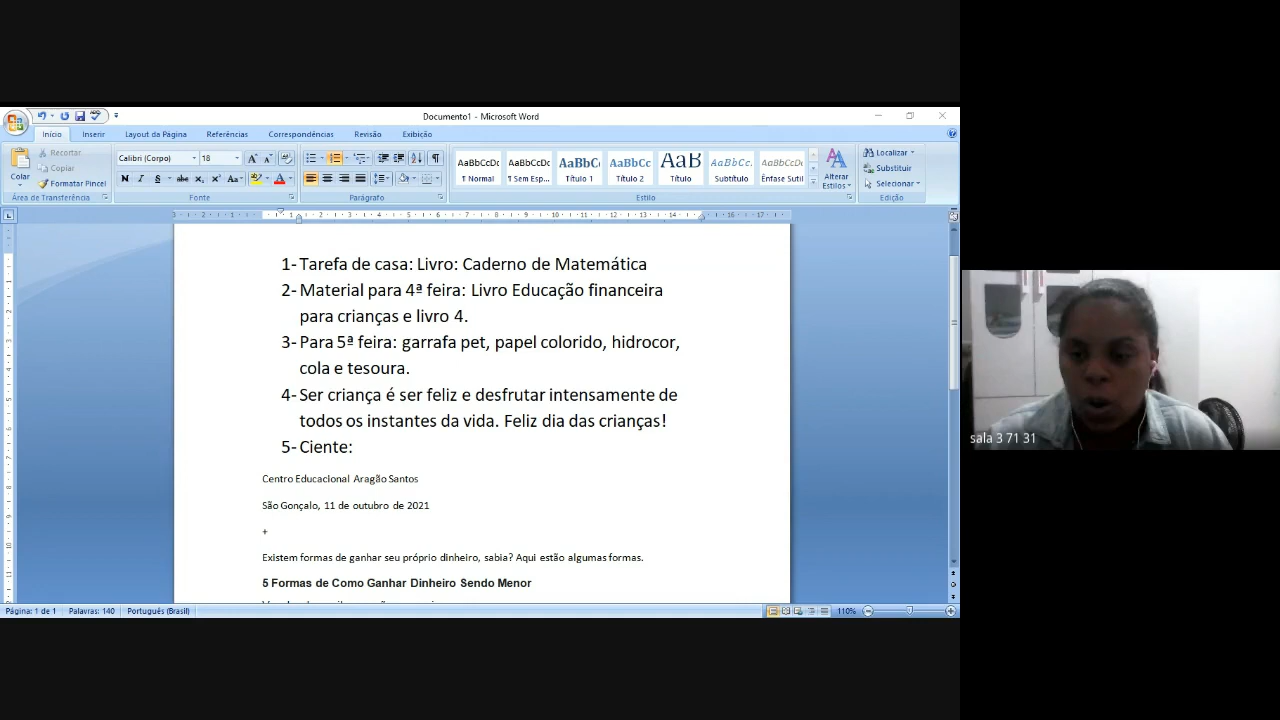 Documento1 - Microsoft Word
Início Inserir Layout da Página Referências Correspondências Revisão Exibição
Colar
Recortar
Copiar
Formatar Pincel
Área de Transferência
Calibri (Corpo) 18
Fonte
Parágrafo
AaBbCcDc AaBbCcDc AaBbC AaBbCc AaB AaBbCc. AaBbCcDc
¶ Normal ¶ Sem Esp... Título 1 Título 2 Título Subtítulo Ênfase Sutil
Alterar Estilos
Estilo
Localizar
Substituir
Selecionar
Edição
1- Tarefa de casa: Livro: Caderno de Matemática
2- Material para 4ª feira: Livro Educação financeira
para crianças e livro 4.
3- Para 5ª feira: garrafa pet, papel colorido, hidrocor,
cola e tesoura.
4- Ser criança é ser feliz e desfrutar intensamente de
todos os instantes da vida. Feliz dia das crianças!
5- Ciente:
Centro Educacional Aragão Santos
São Gonçalo, 11 de outubro de 2021
+
Existem formas de ganhar seu próprio dinheiro, sabia? Aqui estão algumas formas.
5 Formas de Como Ganhar Dinheiro Sendo Menor
Página: 1 de 1 Palavras: 140 Português (Brasil) 110%
sala 3 71 31